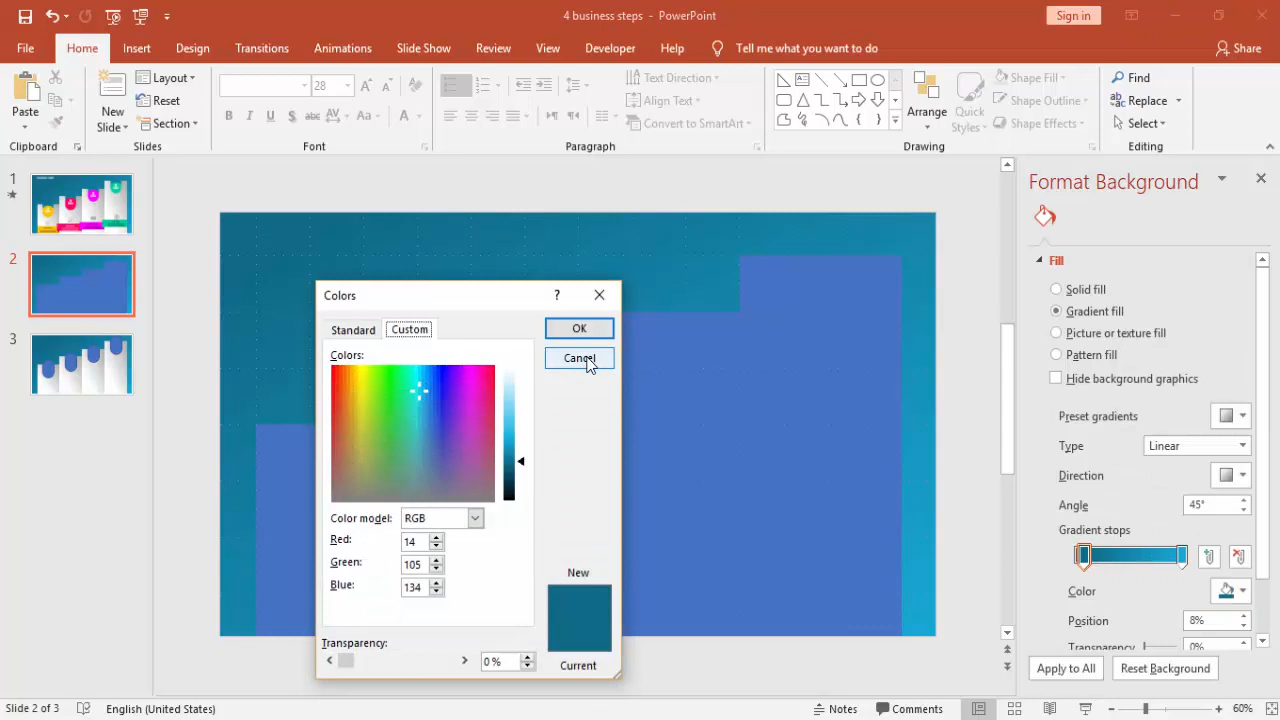 4 business steps - PowerPoint
Sign in
File
Home
Insert
Design
Transitions
Animations
Slide Show
Review
View
Developer
Help
Tell me what you want to do
Share
Paste
New
Slide
Layout
Reset
Section
28
B I U S
AV
Aa
A
Text Direction
Align Text
Convert to SmartArt
Arrange
Quick
Styles
Shape Fill
Shape Outline
Shape Effects
Find
Replace
Select
Clipboard
Slides
Font
Paragraph
Drawing
Editing
1
2
3
Colors
?
Standard
Custom
OK
Cancel
Colors:
Color model:
RGB
Red:
14
Green:
105
Blue:
134
Transparency:
0 %
New
Current
Format Background
Fill
Solid fill
Gradient fill
Picture or texture fill
Pattern fill
Hide background graphics
Preset gradients
Type
Linear
Direction
Angle
45°
Gradient stops
Color
Position
8%
Transparency
0%
Apply to All
Reset Background
Slide 2 of 3
English (United States)
Notes
Comments
60%